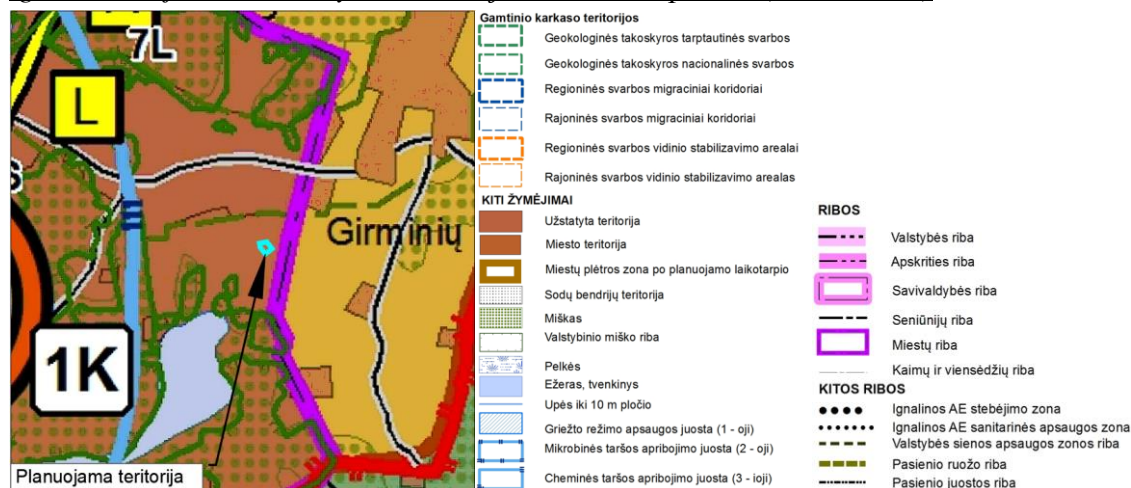 7L
L
Girminių
1K
Planuojama teritorija
Gamtinio karkaso teritorijos
Geokologinės takoskyros tarptautinės svarbos
Geokologinės takoskyros nacionalinės svarbos
Regioninės svarbos migraciniai koridoriai
Rajoninės svarbos migraciniai koridoriai
Regioninės svarbos vidinio stabilizavimo arealai
Rajoninės svarbos vidinio stabilizavimo arealas
KITI ŽYMĖJIMAI
Užstatyta teritorija
Miesto teritorija
Miestų plėtros zona po planuojamo laikotarpio
Sodų bendrijų teritorija
Miškas
Valstybinio miško riba
Pelkės
Ežeras, tvenkinys
Upės iki 10 m pločio
Griežto režimo apsaugos juosta (1 - oji)
Mikrobinės taršos apribojimo juosta (2 - oji)
Cheminės taršos apribojimo juosta (3 - ioji)
RIBOS
Valstybės riba
Apskrities riba
Savivaldybės riba
Seniūnijų riba
Miestų riba
Kaimų ir viensėdžių riba
KITOS RIBOS
Ignalinos AE stebėjimo zona
Ignalinos AE sanitarinės apsaugos zona
Valstybės sienos apsaugos zonos riba
Pasienio ruožo riba
Pasienio juostos riba